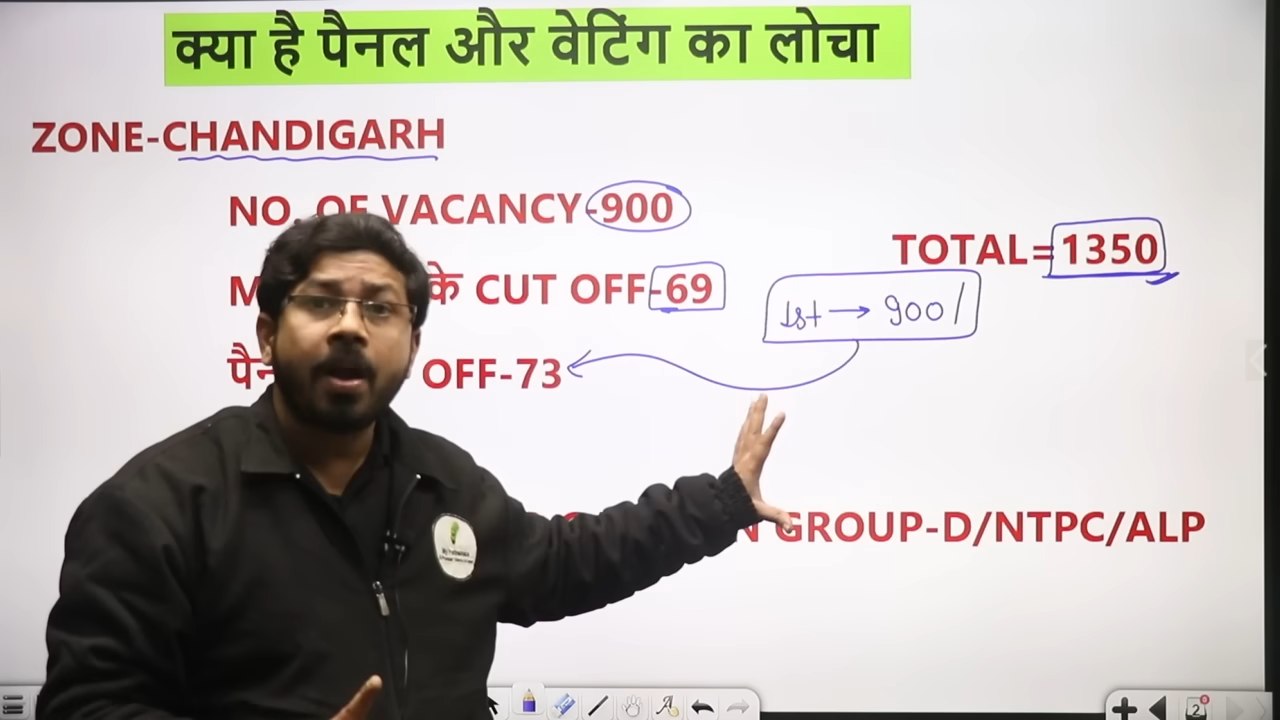 क्या है पैनल और वेटिंग का लोचा
ZONE-CHANDIGARH
NO. OF VACANCY-900
TOTAL=1350
के CUT OFF-69
1st → 900/
OFF-73
GROUP-D/NTPC/ALP
2